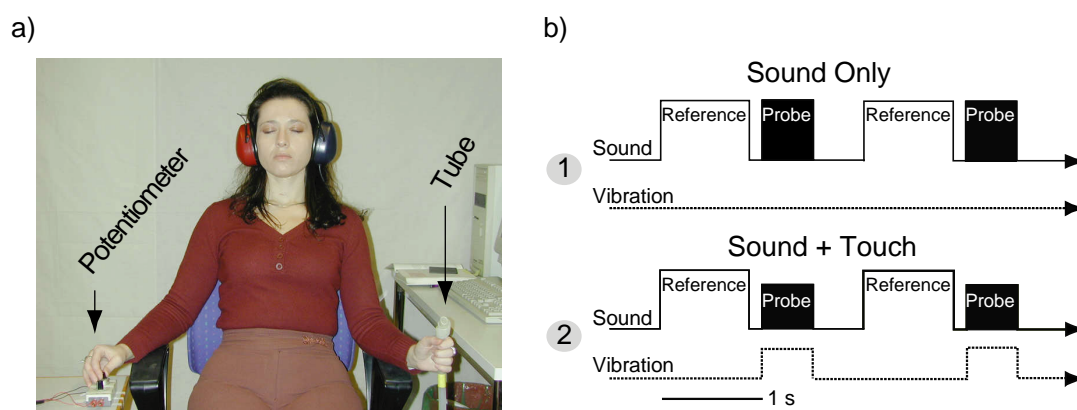 a)
Potentiometer
Tube
b)
Sound Only
Reference Probe Reference Probe
Sound
1
Vibration
Sound + Touch
Reference Probe Reference Probe
Sound
2
Vibration
1 s